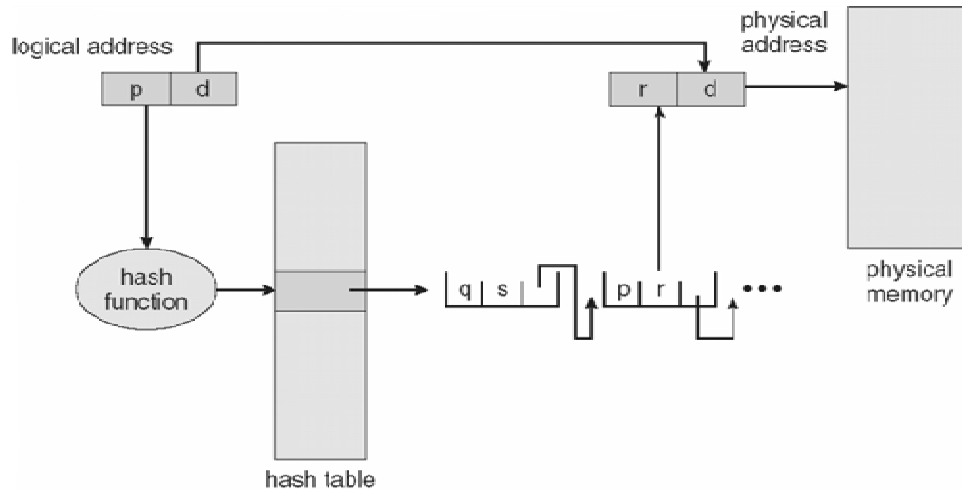 logical address
physical
address
p d
r d
hash
function
q s
p r
physical
memory
hash table